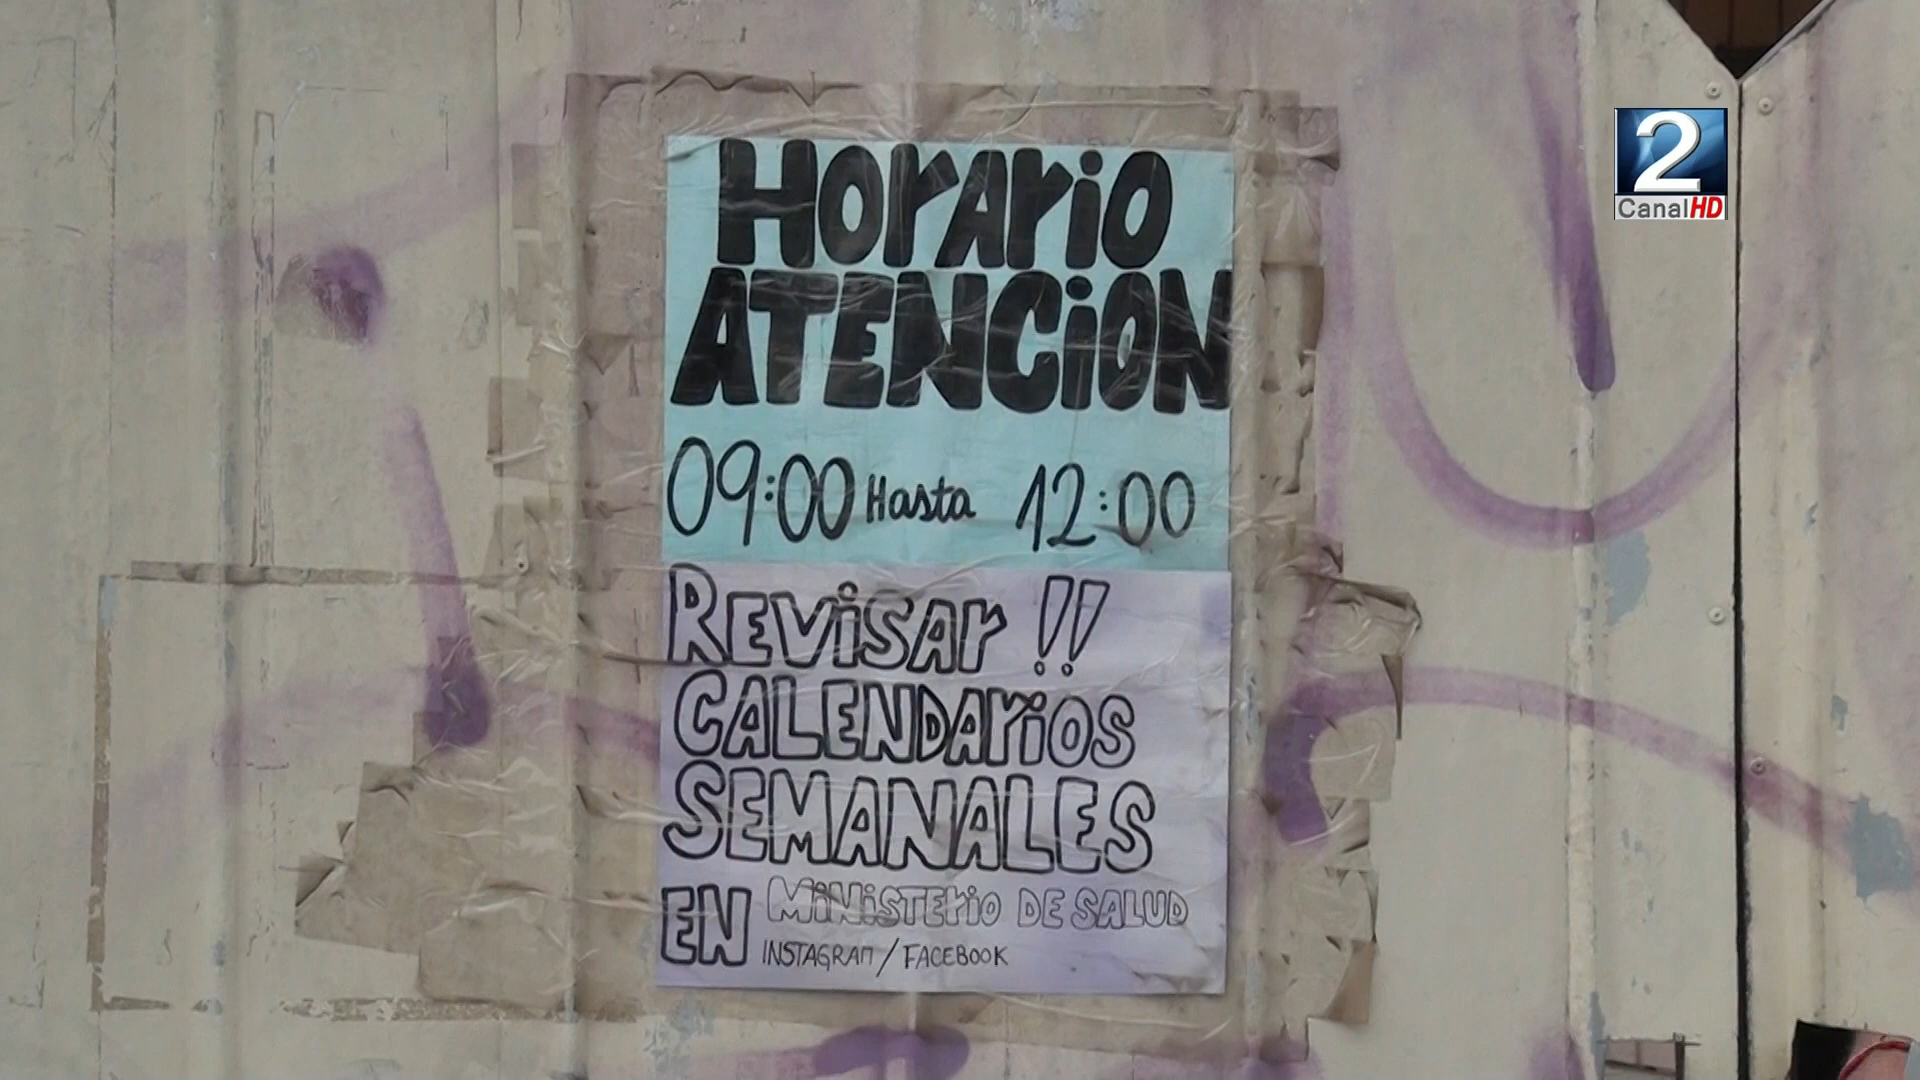 HOrArio
ATENCiON
09:00 Hasta 12:00
REViSAr !!
CALENDAriOS
SEMANALES
EN MiNiSTEriO DE SALUD
INSTAGRAM / FACEBOOK
2
CanalHD